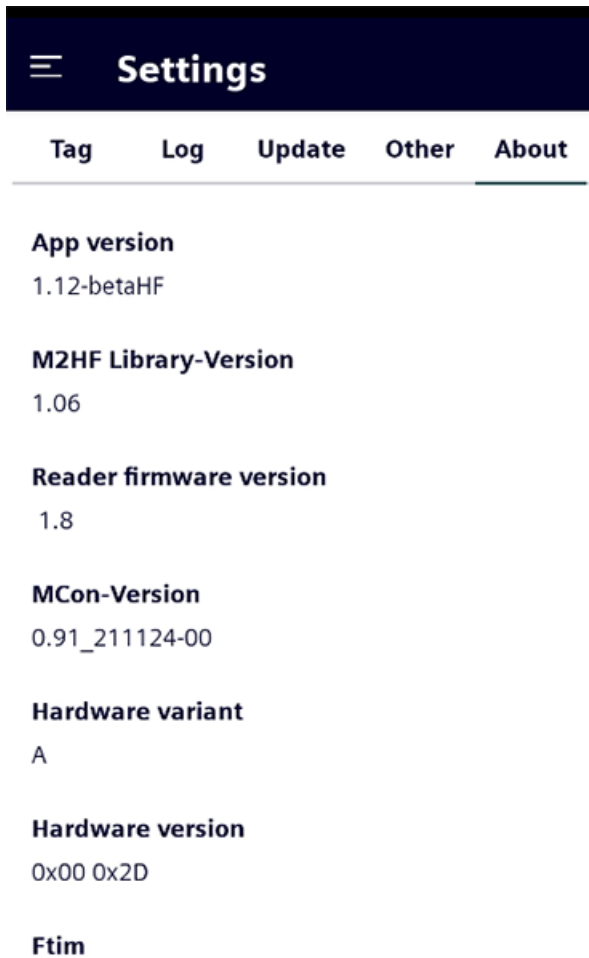 Settings
Tag Log Update Other About
App version
1.12-betaHF
M2HF Library-Version
1.06
Reader firmware version
1.8
MCon-Version
0.91_211124-00
Hardware variant
A
Hardware version
0x00 0x2D
Ftim